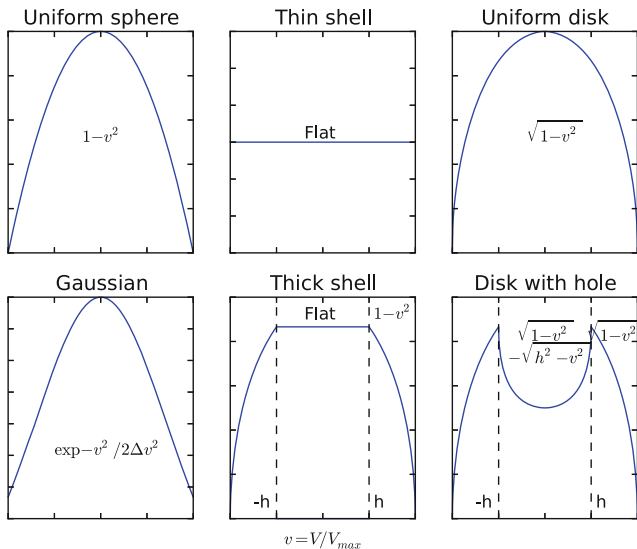 Uniform sphere
Thin shell
Uniform disk
1−v²
Flat
√1−v²
Gaussian
Thick shell
Disk with hole
exp−v² /2Δv²
Flat
1−v²
-h
h
√1−v²
−√h² −v²
√1−v²
-h
h
v=V/V_max